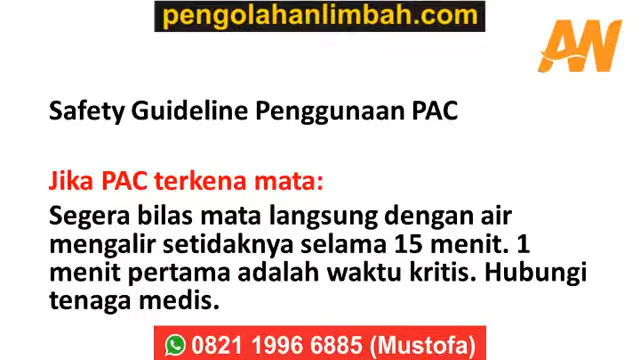 pengolahanlimbah.com
AW
Safety Guideline Penggunaan PAC
Jika PAC terkena mata:
Segera bilas mata langsung dengan air
mengalir setidaknya selama 15 menit. 1
menit pertama adalah waktu kritis. Hubungi
tenaga medis.
0821 1996 6885 (Mustofa)